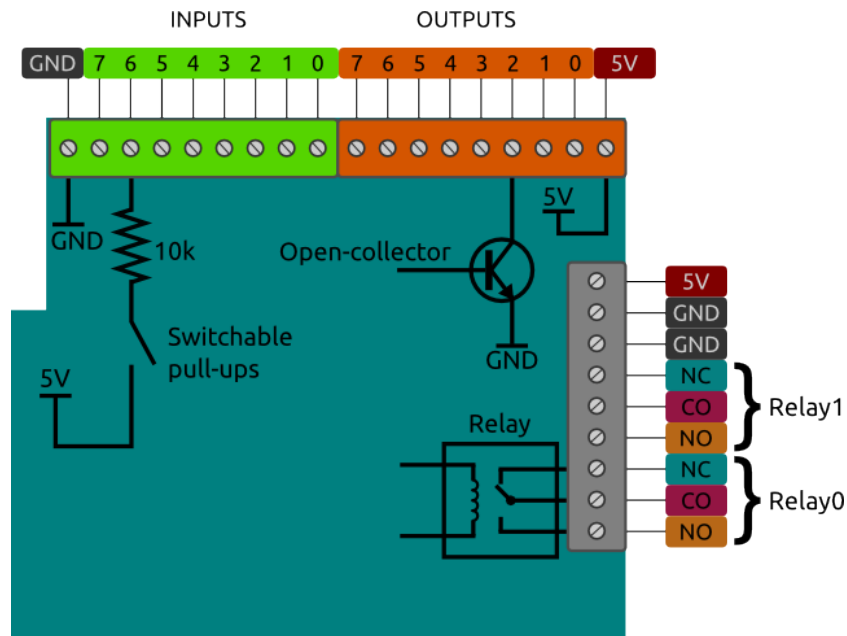 INPUTS OUTPUTS
GND 7 6 5 4 3 2 1 0 7 6 5 4 3 2 1 0 5V
5V
GND
10k
Open-collector
5V
GND
GND
Switchable
pull-ups
GND
5V
NC
CO
Relay1
NO
Relay
NC
CO
Relay0
NO